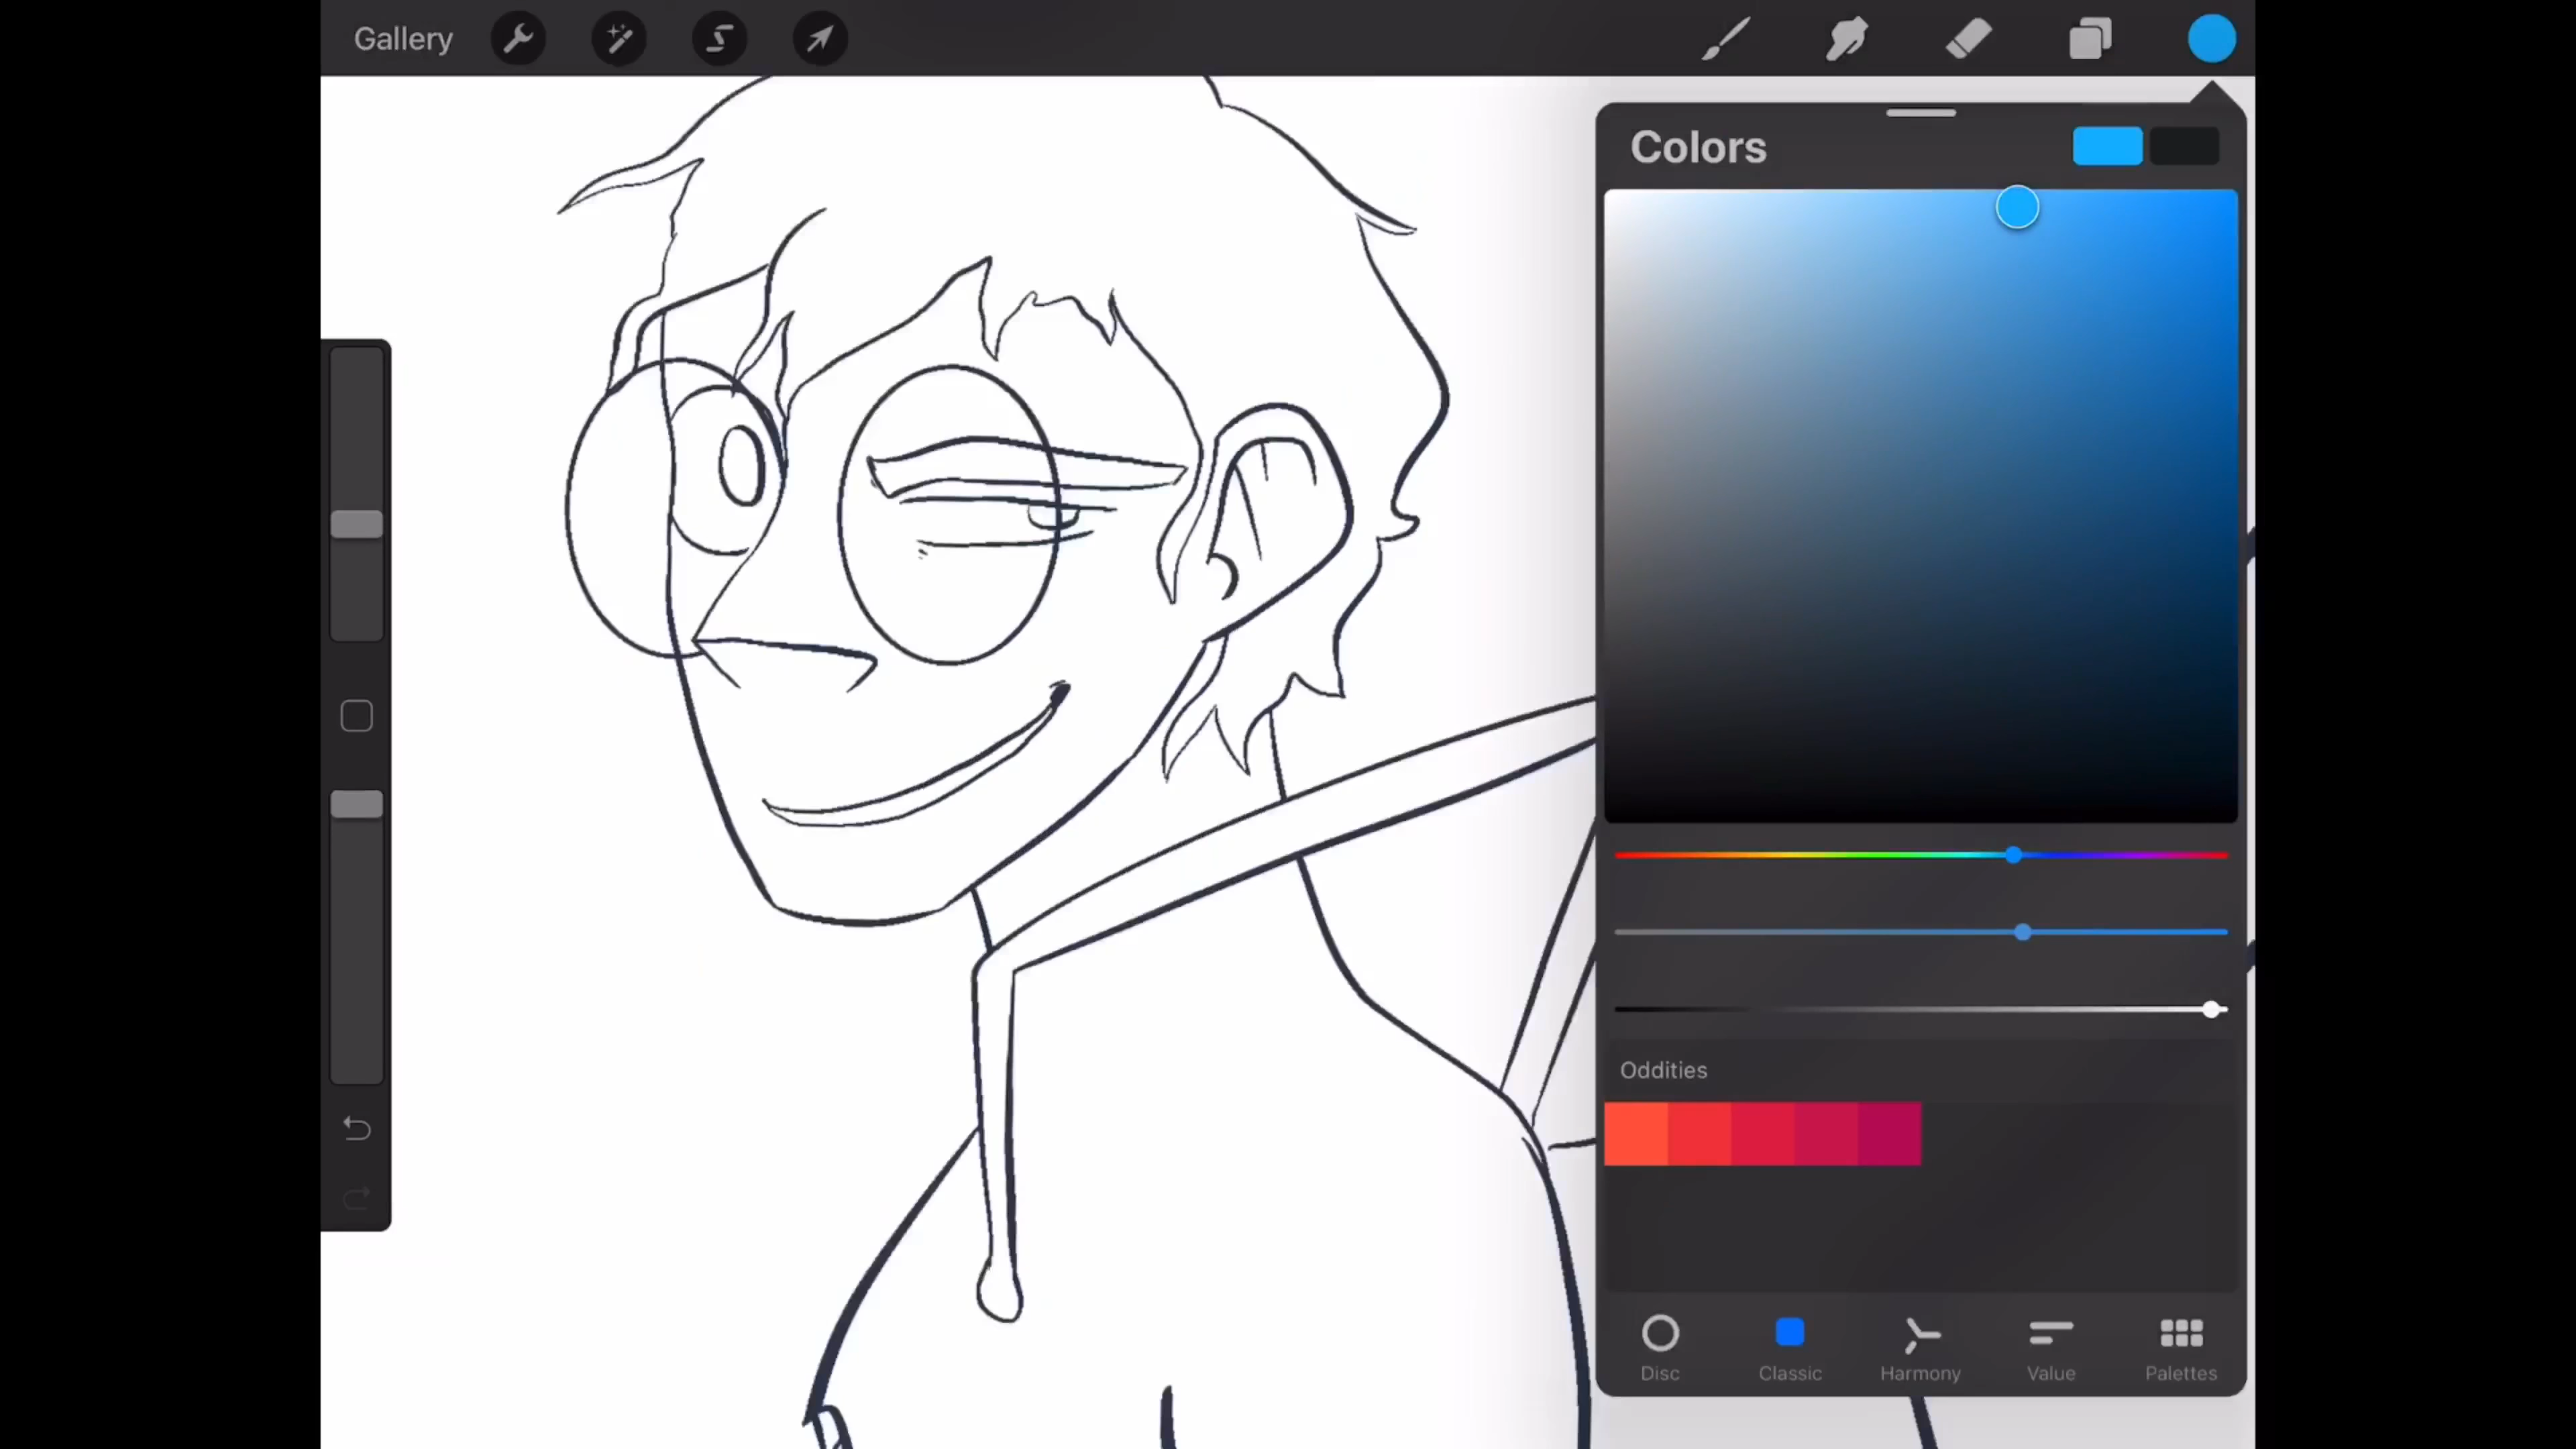 Gallery
Colors
Oddities
Disc
Classic
Harmony
Value
Palettes